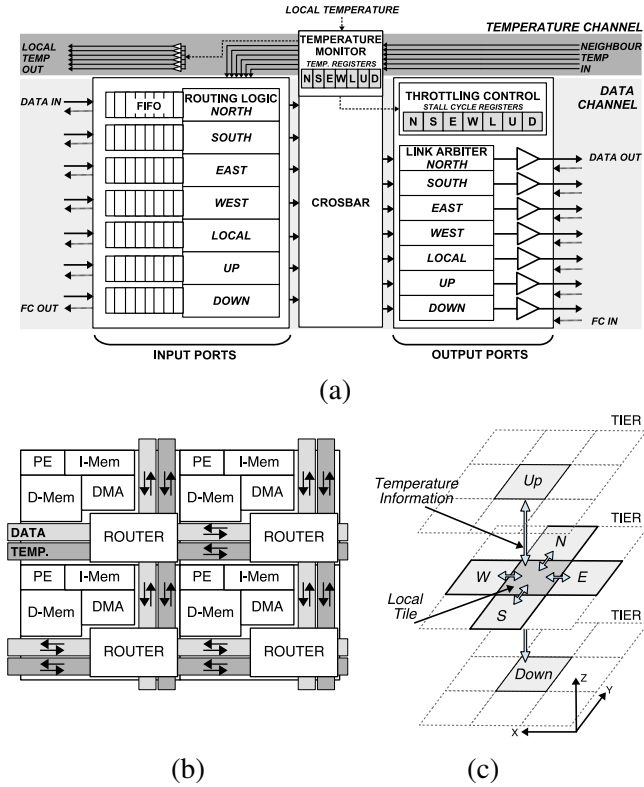 LOCAL TEMPERATURE
TEMPERATURE CHANNEL
LOCAL
TEMP
OUT
TEMPERATURE
MONITOR
TEMP. REGISTERS
N S E W L U D
NEIGHBOUR
TEMP
IN
DATA
CHANNEL
DATA IN
FIFO
ROUTING LOGIC
NORTH
SOUTH
EAST
WEST
LOCAL
UP
DOWN
FC OUT
INPUT PORTS
CROSBAR
THROTTLING CONTROL
STALL CYCLE REGISTERS
N S E W L U D
LINK ARBITER
NORTH
SOUTH
EAST
WEST
LOCAL
UP
DOWN
DATA OUT
FC IN
OUTPUT PORTS
(a)
PE I-Mem
D-Mem DMA
ROUTER
PE I-Mem
D-Mem DMA
ROUTER
DATA
TEMP.
PE I-Mem
D-Mem DMA
ROUTER
PE I-Mem
D-Mem DMA
ROUTER
(b)
TIER
Up
Temperature
Information
TIER
N
W E
Local
Tile
S
TIER
Down
Z
Y
X
(c)